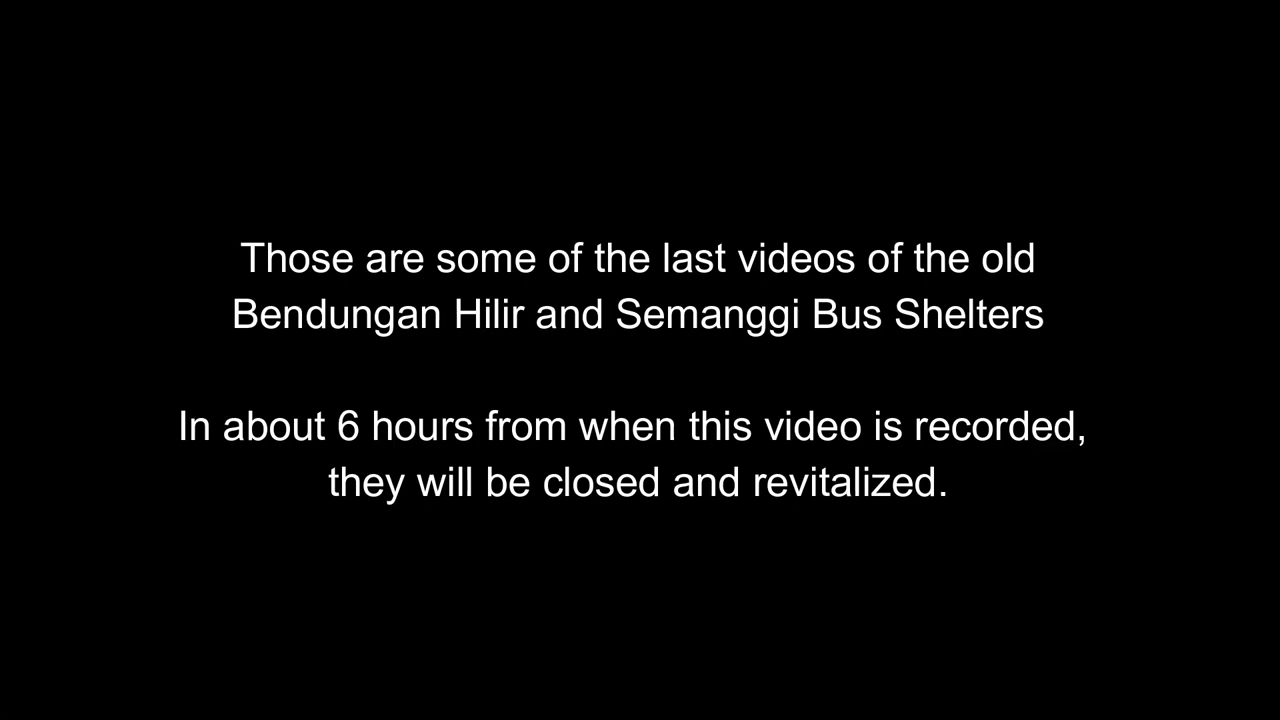 Those are some of the last videos of the old
Bendungan Hilir and Semanggi Bus Shelters
In about 6 hours from when this video is recorded,
they will be closed and revitalized.